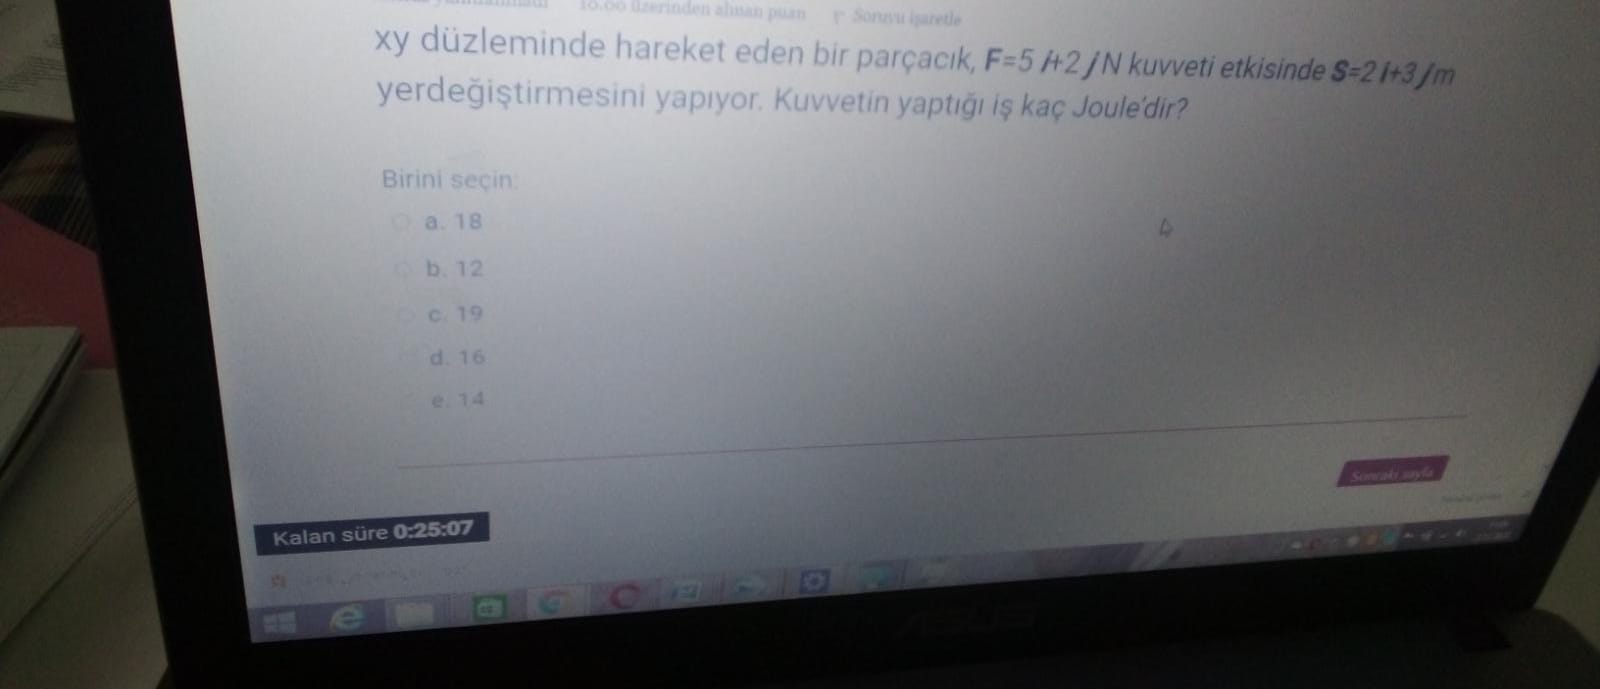 10.00 üzerinden alınan puan Soruyu işaretle
xy düzleminde hareket eden bir parçacık, F=5 i+2 j N kuvveti etkisinde S=2 i+3 j m
yerdeğiştirmesini yapıyor. Kuvvetin yaptığı iş kaç Joule'dir?
Birini seçin:
a. 18
b. 12
c. 19
d. 16
e. 14
Sonraki sayfa
Kalan süre 0:25:07
ASUS